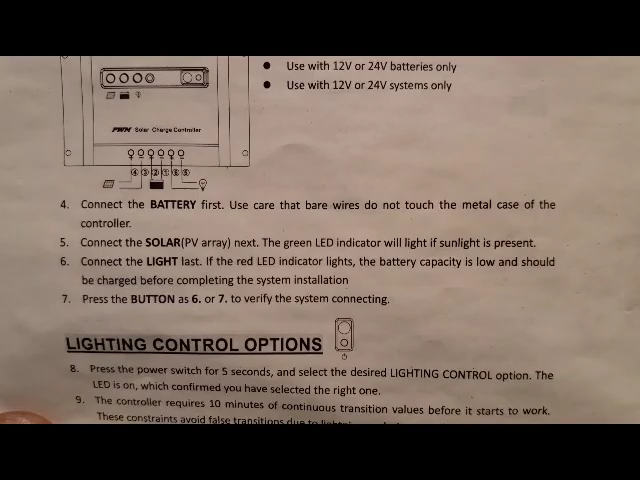 ● Use with 12V or 24V batteries only
● Use with 12V or 24V systems only
PWM Solar Charge Controller
+ - + - + -
④ ③ ② ① ⑥ ⑤
4. Connect the BATTERY first. Use care that bare wires do not touch the metal case of the
controller.
5. Connect the SOLAR(PV array) next. The green LED indicator will light if sunlight is present.
6. Connect the LIGHT last. If the red LED indicator lights, the battery capacity is low and should
be charged before completing the system installation
7. Press the BUTTON as 6. or 7. to verify the system connecting.
LIGHTING CONTROL OPTIONS
8. Press the power switch for 5 seconds, and select the desired LIGHTING CONTROL option. The
LED is on, which confirmed you have selected the right one.
9. The controller requires 10 minutes of continuous transition values before it starts to work.
These constraints avoid false transitions due to